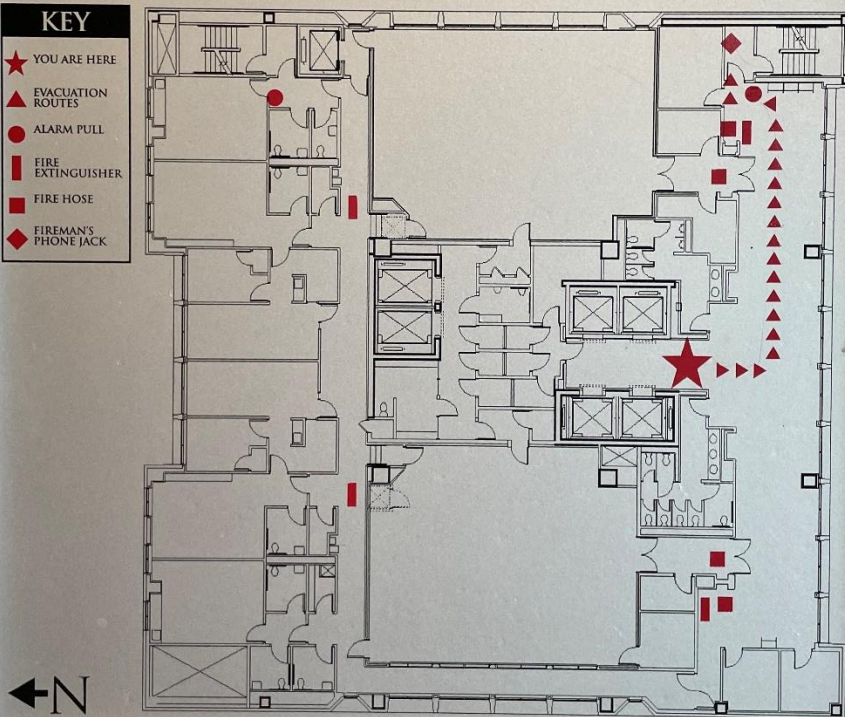 KEY
YOU ARE HERE
EVACUATION
ROUTES
ALARM PULL
FIRE
EXTINGUISHER
FIRE HOSE
FIREMAN'S
PHONE JACK
N